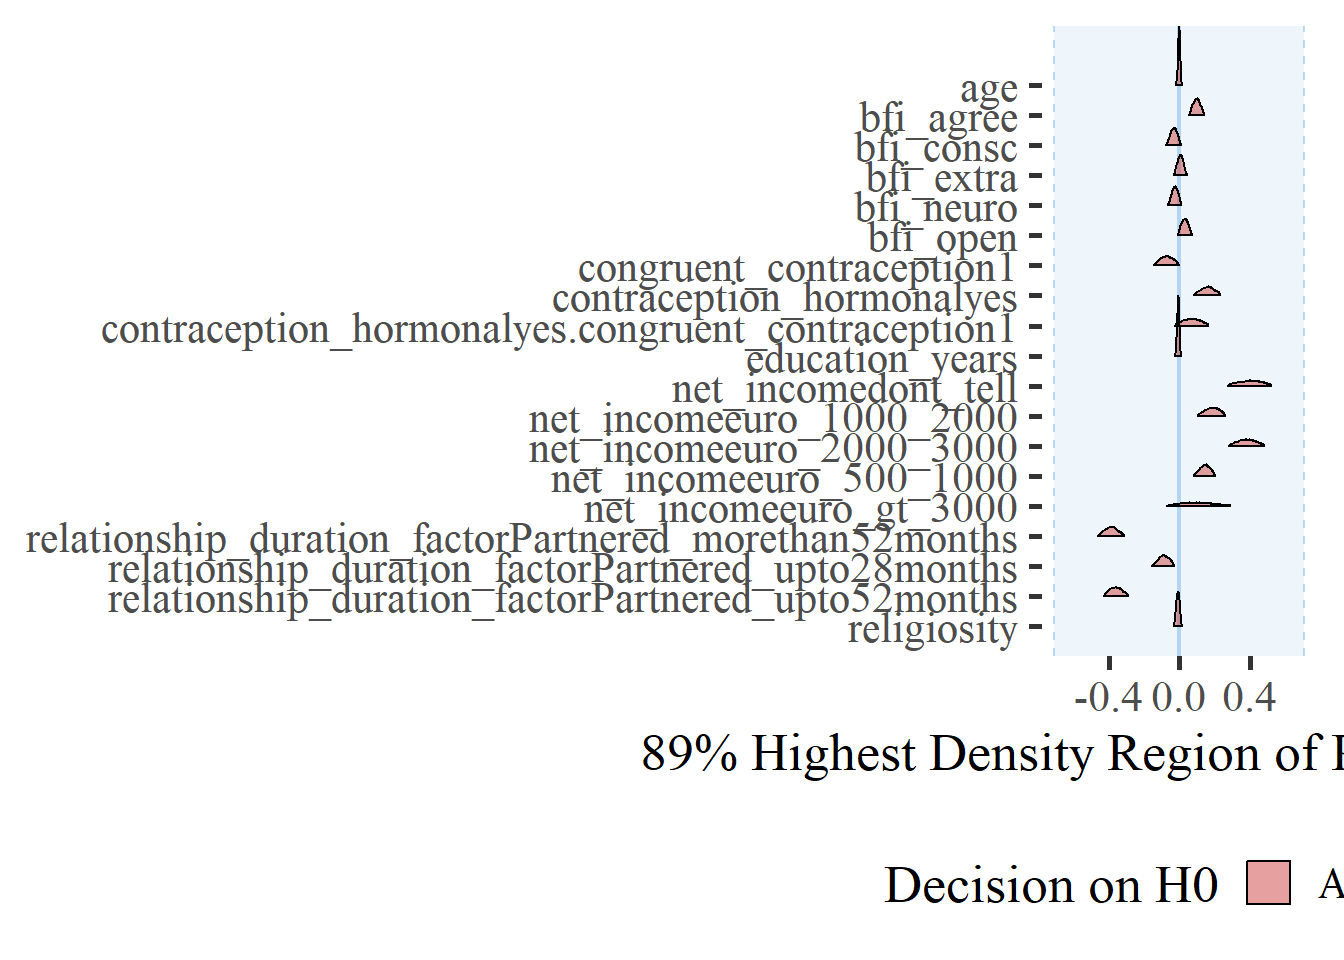 age
bfi_agree
bfi_consc
bfi_extra
bfi_neuro
bfi_open
congruent_contraception1
contraception_hormonalyes
contraception_hormonalyes.congruent_contraception1
education_years
net_incomedont_tell
net_incomeeuro_1000_2000
net_incomeeuro_2000_3000
net_incomeeuro_500_1000
net_incomeeuro_gt_3000
relationship_duration_factorPartnered_morethan52months
relationship_duration_factorPartnered_upto28months
relationship_duration_factorPartnered_upto52months
religiosity
-0.4 0.0 0.4
89% Highest Density Region of
Decision on H0